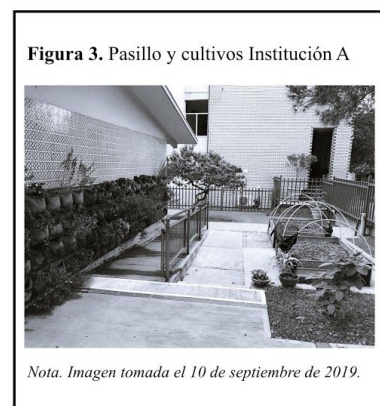 Figura 3. Pasillo y cultivos Institución A
Nota. Imagen tomada el 10 de septiembre de 2019.